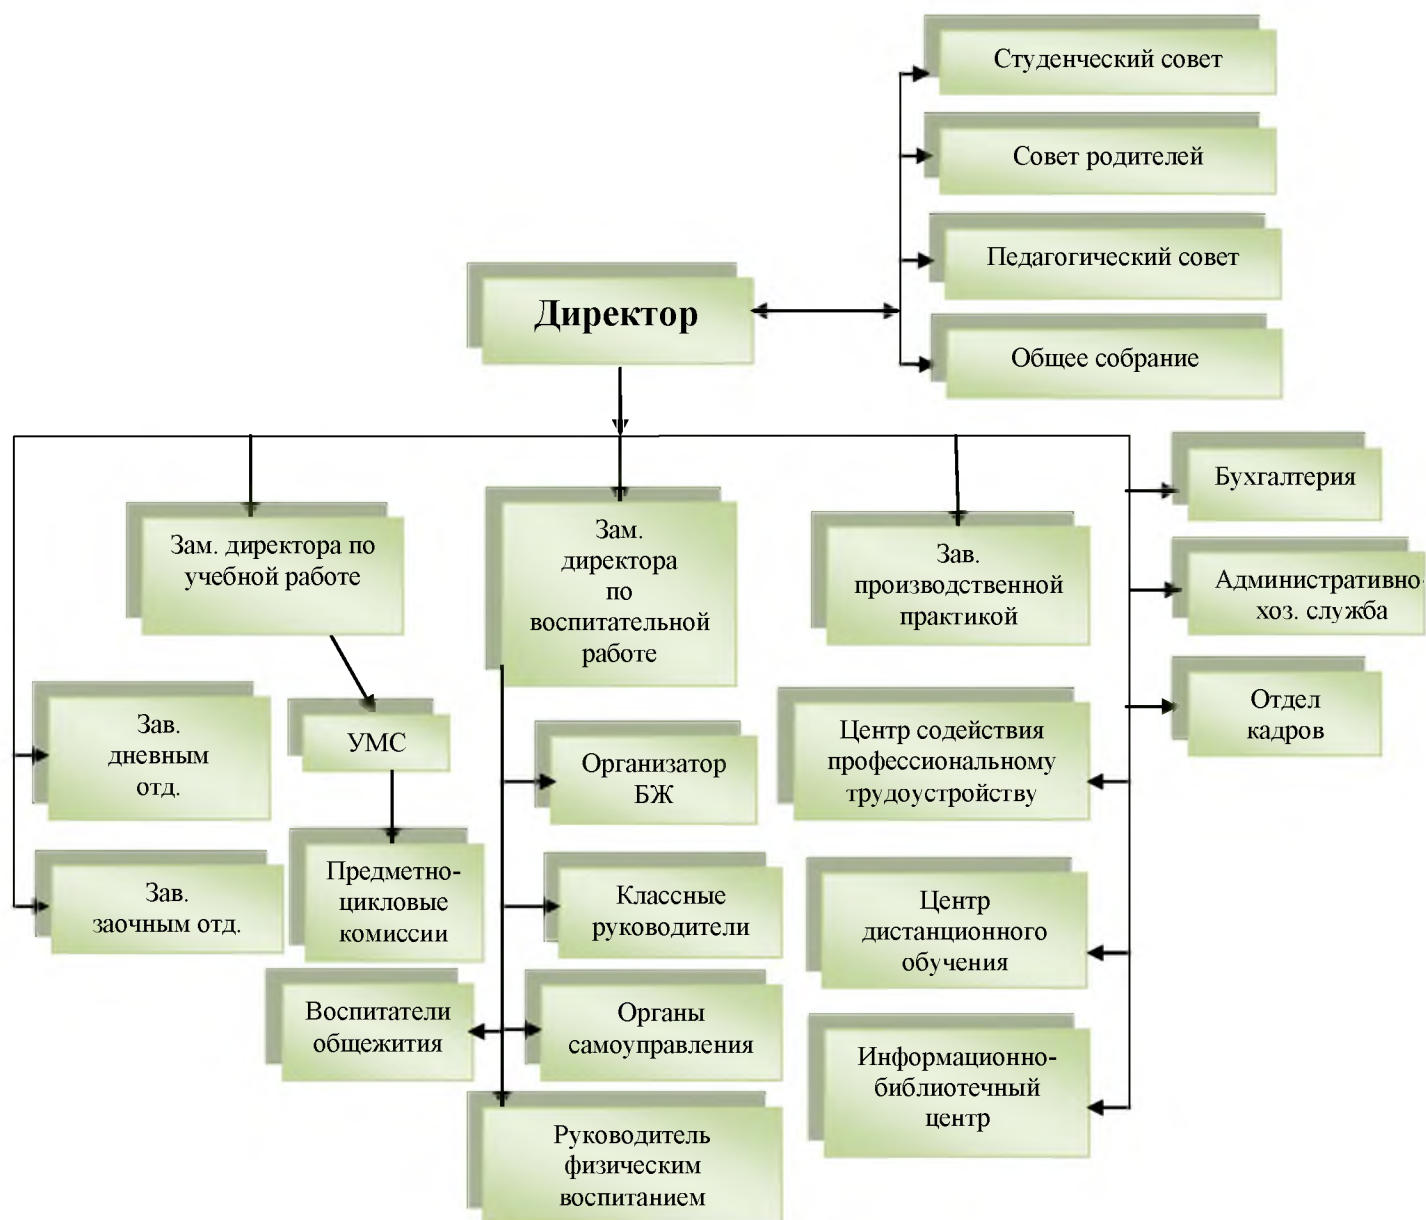 Студенческий совет
Совет родителей
Педагогический совет
Общее собрание
Директор
Бухгалтерия
Административно-
хоз. служба
Отдел
кадров
Зам. директора по
учебной работе
Зам.
директора
по
воспитательной
работе
Зав.
производственной
практикой
Зав.
дневным
отд.
УМС
Организатор
БЖ
Центр содействия
профессиональному
трудоустройству
Зав.
заочным отд.
Предметно-
цикловые
комиссии
Классные
руководители
Центр
дистанционного
обучения
Воспитатели
общежития
Органы
самоуправления
Информационно-
библиотечный
центр
Руководитель
физическим
воспитанием